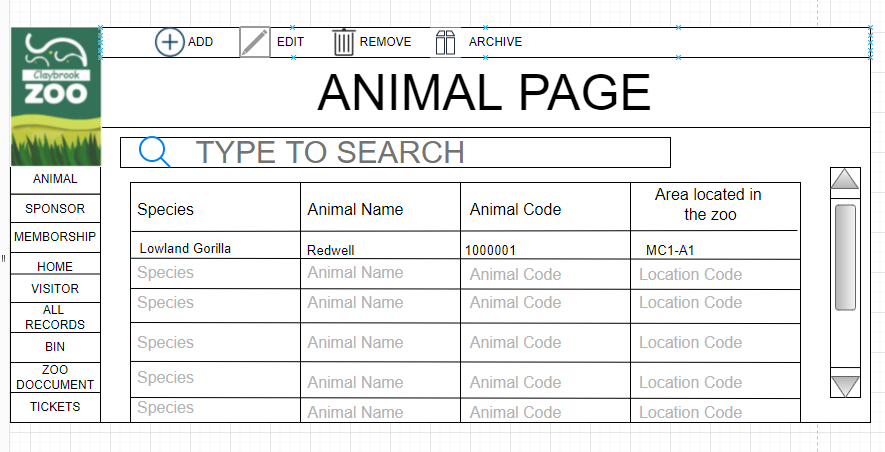 ADD EDIT REMOVE ARCHIVE
Claybrook
ZOO
ANIMAL PAGE
TYPE TO SEARCH
ANIMAL
SPONSOR
MEMBORSHIP
HOME
VISITOR
ALL
RECORDS
BIN
ZOO
DOCCUMENT
TICKETS
Species Animal Name Animal Code Area located in
the zoo
Lowland Gorilla Redwell 1000001 MC1-A1
Species Animal Name Animal Code Location Code
Species Animal Name Animal Code Location Code
Species Animal Name Animal Code Location Code
Species Animal Name Animal Code Location Code
Species Animal Name Animal Code Location Code